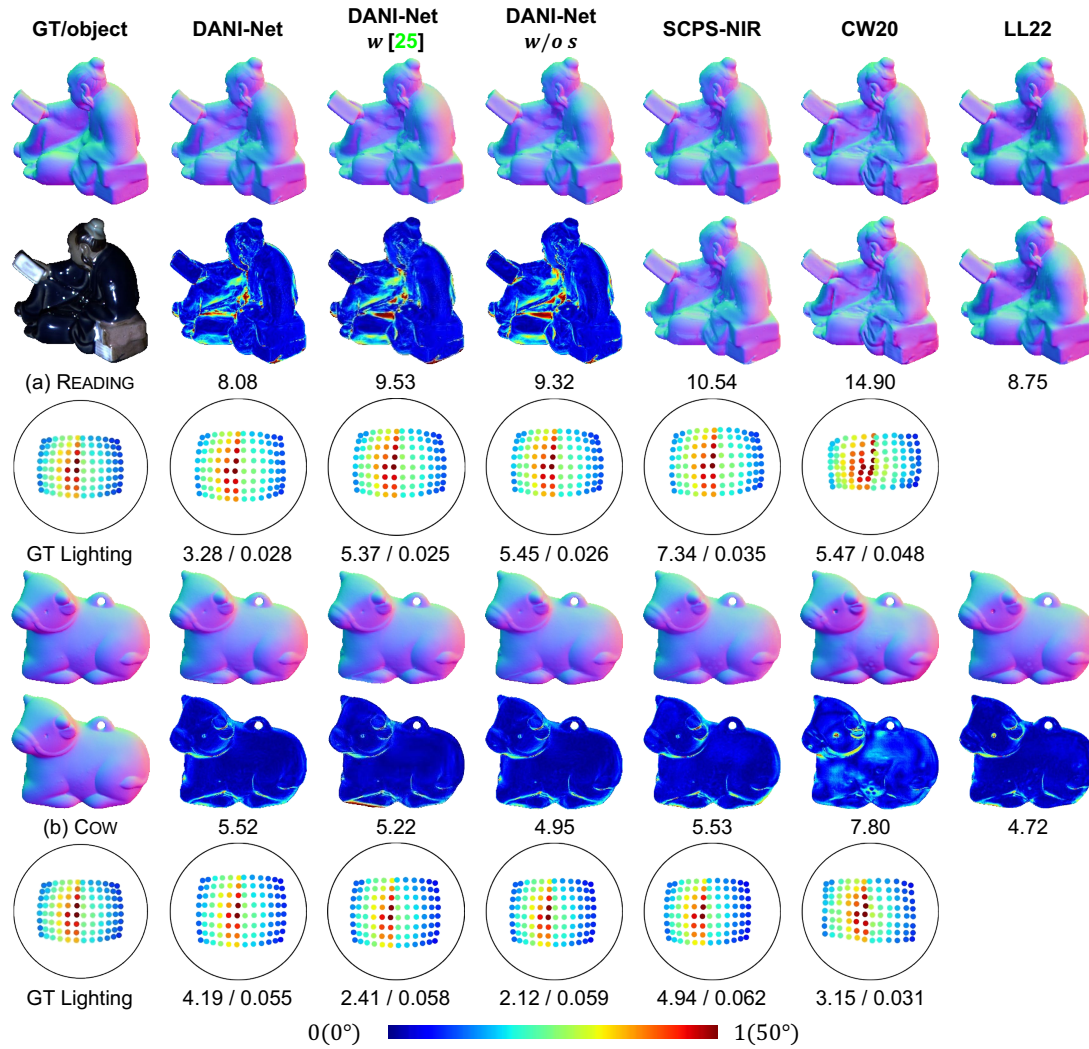 GT/object DANI-Net DANI-Net w [25] DANI-Net w/o s SCPS-NIR CW20 LL22
(a) READING 8.08 9.53 9.32 10.54 14.90 8.75
GT Lighting 3.28 / 0.028 5.37 / 0.025 5.45 / 0.026 7.34 / 0.035 5.47 / 0.048
(b) COW 5.52 5.22 4.95 5.53 7.80 4.72
GT Lighting 4.19 / 0.055 2.41 / 0.058 2.12 / 0.059 4.94 / 0.062 3.15 / 0.031
0(0°) 1(50°)